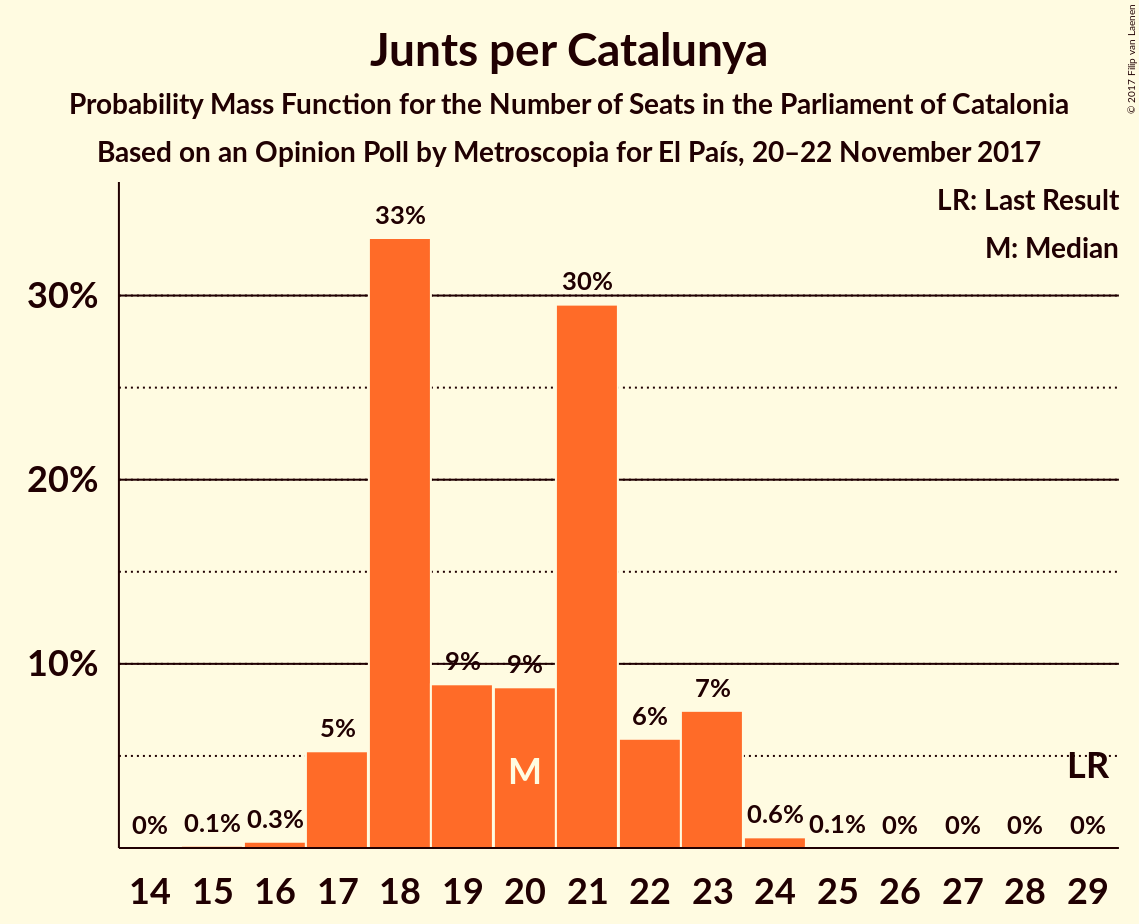 Junts per Catalunya
Probability Mass Function for the Number of Seats in the Parliament of Catalonia
Based on an Opinion Poll by Metroscopia for El País, 20–22 November 2017
© 2017 Filip van Laenen
LR: Last Result
M: Median
30%
20%
10%
0% 0.1% 0.3% 5% 33% 9% 9% 30% 6% 7% 0.6% 0.1% 0% 0% 0% 0%
M
LR
14 15 16 17 18 19 20 21 22 23 24 25 26 27 28 29